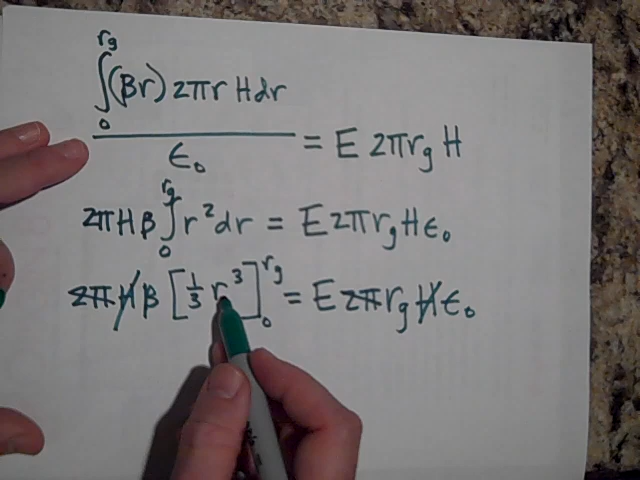 ∫₀^{r_g} (βr) 2πr H dr / ϵ₀ = E 2πr_g H
2πHβ ∫₀^{r_g} r² dr = E 2πr_g H ϵ₀
2πHβ [⅓ r³]₀^{r_g} = E 2πr_g H ϵ₀